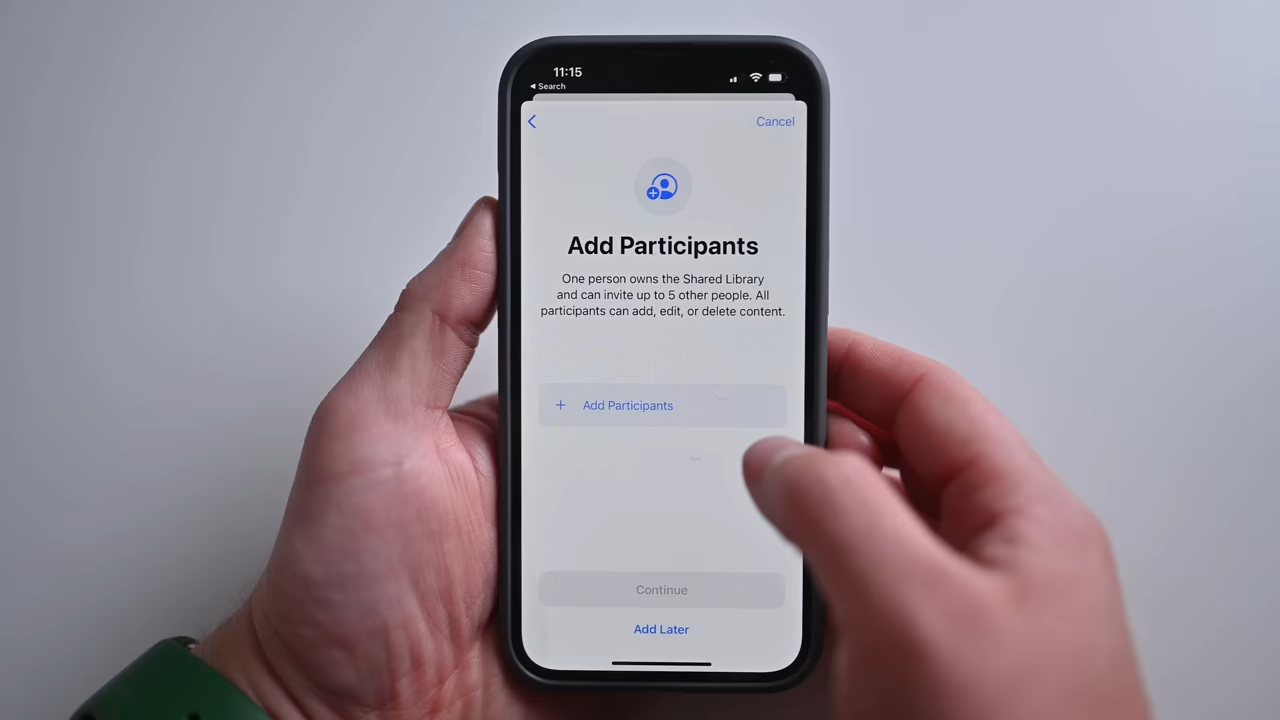 11:15
◀ Search
Cancel
Add Participants
One person owns the Shared Library
and can invite up to 5 other people. All
participants can add, edit, or delete content.
+ Add Participants
Continue
Add Later